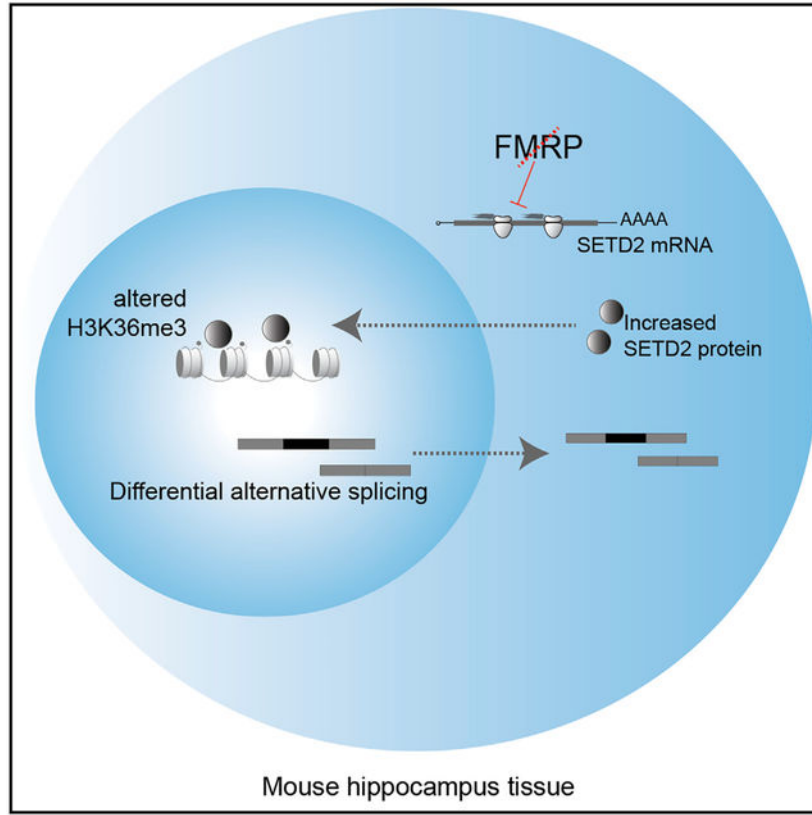 FMRP
AAAA
SETD2 mRNA
altered
H3K36me3
Increased
SETD2 protein
Differential alternative splicing
Mouse hippocampus tissue